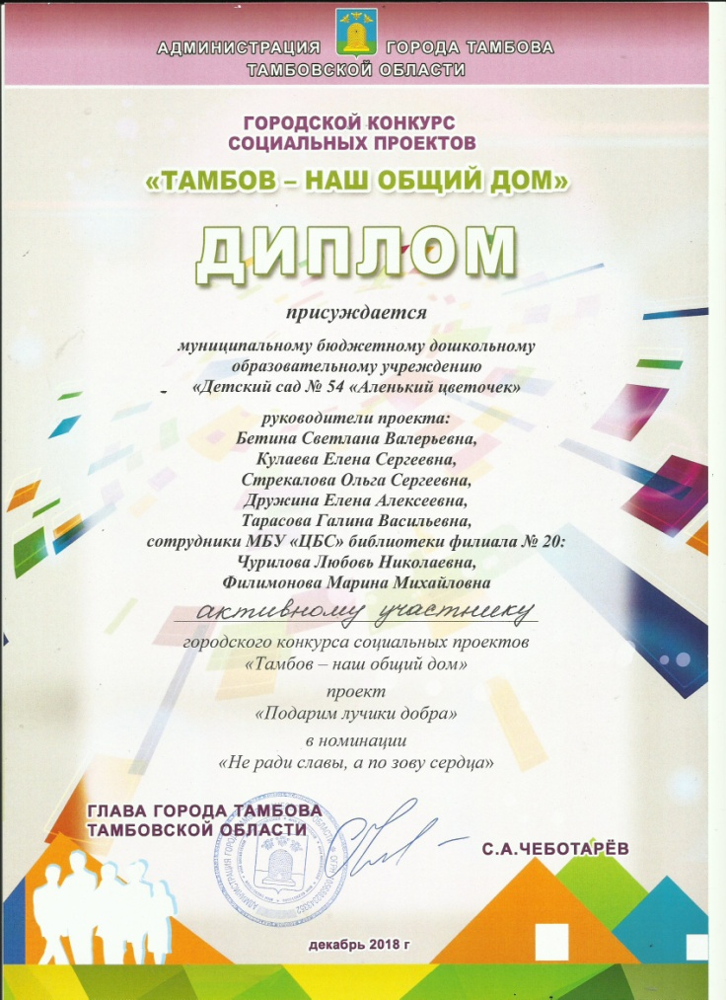 АДМИНИСТРАЦИЯ ГОРОДА ТАМБОВА
ТАМБОВСКОЙ ОБЛАСТИ
ГОРОДСКОЙ КОНКУРС
СОЦИАЛЬНЫХ ПРОЕКТОВ
«ТАМБОВ – НАШ ОБЩИЙ ДОМ»
ДИПЛОМ
присуждается
муниципальному бюджетному дошкольному
образовательному учреждению
«Детский сад № 54 «Аленький цветочек»
руководители проекта:
Бетина Светлана Валерьевна,
Кулаева Елена Сергеевна,
Стрекалова Ольга Сергеевна,
Дружина Елена Алексеевна,
Тарасова Галина Васильевна,
сотрудники МБУ «ЦБС» библиотеки филиала № 20:
Чурилова Любовь Николаевна,
Филимонова Марина Михайловна
активному участнику
городского конкурса социальных проектов
«Тамбов – наш общий дом»
проект
«Подарим лучики добра»
в номинации
«Не ради славы, а по зову сердца»
ГЛАВА ГОРОДА ТАМБОВА
ТАМБОВСКОЙ ОБЛАСТИ
С.А.ЧЕБОТАРЁВ
декабрь 2018 г